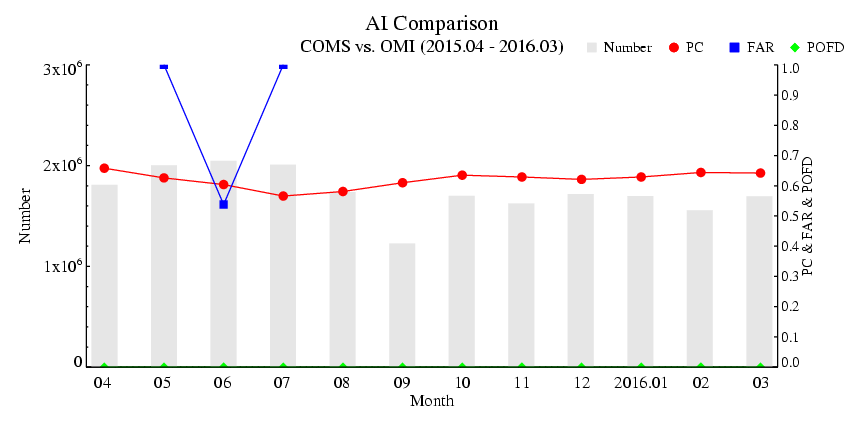 AI Comparison
COMS vs. OMI (2015.04 - 2016.03)
Number PC FAR POFD
3x10⁶
2x10⁶
1x10⁶
0
Number
1.0
0.9
0.8
0.7
0.6
0.5
0.4
0.3
0.2
0.1
0.0
PC & FAR & POFD
04 05 06 07 08 09 10 11 12 2016.01 02 03
Month